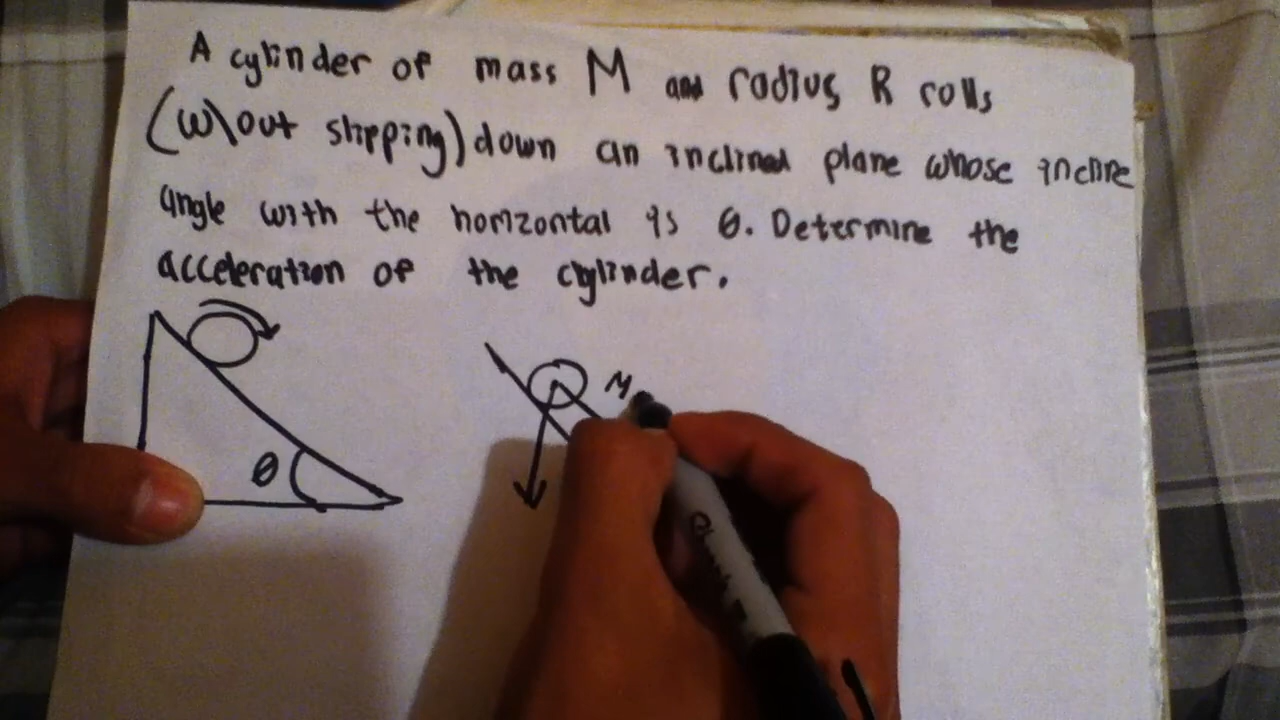 A cylinder of mass M and radius R rolls
(w\out slipping) down an inclined plane whose incline
angle with the horizontal is θ. Determine the
acceleration of the cylinder.
θ
M